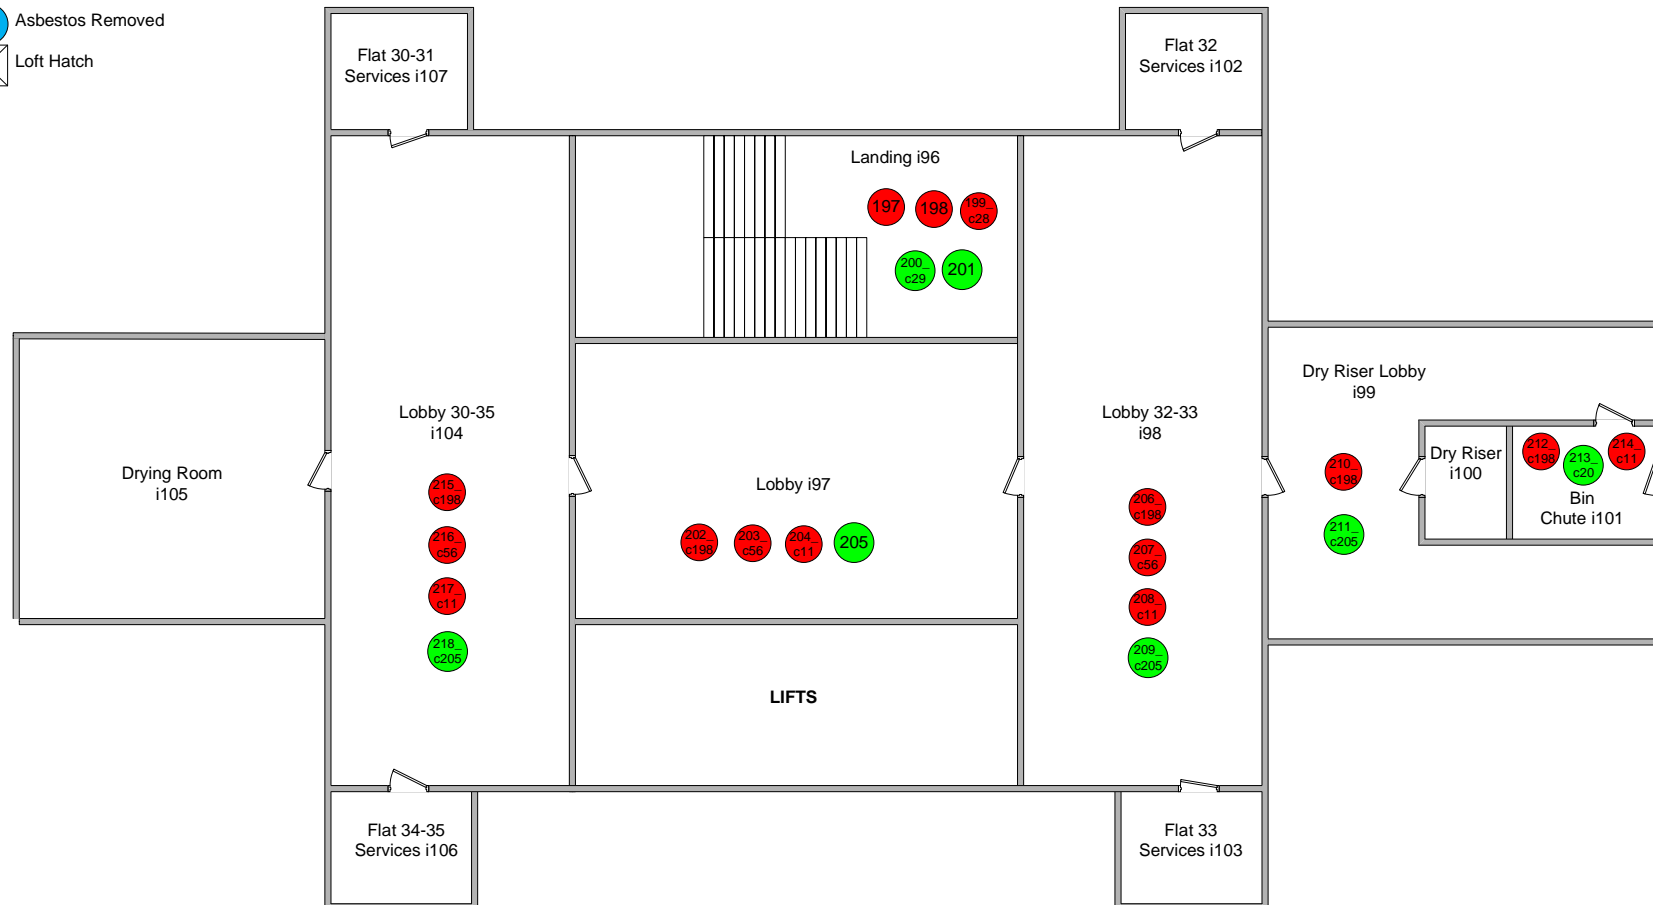 Asbestos Removed
Loft Hatch
Flat 30-31
Services i107
Flat 32
Services i102
Landing i96
197
198
199_
c28
200_
c29
201
Dry Riser Lobby
i99
Lobby 30-35
i104
Lobby 32-33
i98
Drying Room
i105
Lobby i97
Dry Riser
i100
212_
c198
213_
c20
214_
c11
Bin
Chute i101
210_
c198
211_
c205
215_
c198
216_
c56
217_
c11
218_
c205
202_
c198
203_
c56
204_
c11
205
206_
c198
207_
c56
208_
c11
209_
c205
LIFTS
Flat 34-35
Services i106
Flat 33
Services i103